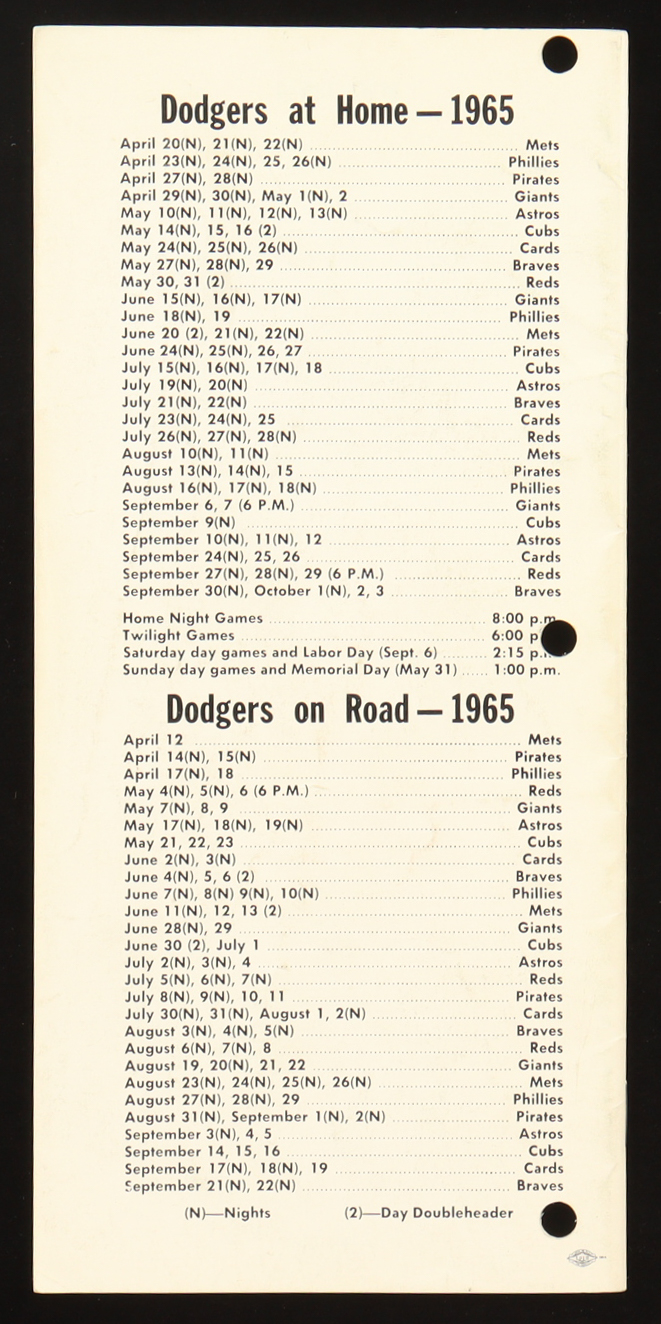 Dodgers at Home — 1965
April 20(N), 21(N), 22(N) Mets
April 23(N), 24(N), 25, 26(N) Phillies
April 27(N), 28(N) Pirates
April 29(N), 30(N), May 1(N), 2 Giants
May 10(N), 11(N), 12(N), 13(N) Astros
May 14(N), 15, 16 (2) Cubs
May 24(N), 25(N), 26(N) Cards
May 27(N), 28(N), 29 Braves
May 30, 31 (2) Reds
June 15(N), 16(N), 17(N) Giants
June 18(N), 19 Phillies
June 20 (2), 21(N), 22(N) Mets
June 24(N), 25(N), 26, 27 Pirates
July 15(N), 16(N), 17(N), 18 Cubs
July 19(N), 20(N) Astros
July 21(N), 22(N) Braves
July 23(N), 24(N), 25 Cards
July 26(N), 27(N), 28(N) Reds
August 10(N), 11(N) Mets
August 13(N), 14(N), 15 Pirates
August 16(N), 17(N), 18(N) Phillies
September 6, 7 (6 P.M.) Giants
September 9(N) Cubs
September 10(N), 11(N), 12 Astros
September 24(N), 25, 26 Cards
September 27(N), 28(N), 29 (6 P.M.) Reds
September 30(N), October 1(N), 2, 3 Braves
Home Night Games 8:00 p.m.
Twilight Games 6:00 p
Saturday day games and Labor Day (Sept. 6) 2:15 p.m.
Sunday day games and Memorial Day (May 31) 1:00 p.m.
Dodgers on Road — 1965
April 12 Mets
April 14(N), 15(N) Pirates
April 17(N), 18 Phillies
May 4(N), 5(N), 6 (6 P.M.) Reds
May 7(N), 8, 9 Giants
May 17(N), 18(N), 19(N) Astros
May 21, 22, 23 Cubs
June 2(N), 3(N) Cards
June 4(N), 5, 6 (2) Braves
June 7(N), 8(N) 9(N), 10(N) Phillies
June 11(N), 12, 13 (2) Mets
June 28(N), 29 Giants
June 30 (2), July 1 Cubs
July 2(N), 3(N), 4 Astros
July 5(N), 6(N), 7(N) Reds
July 8(N), 9(N), 10, 11 Pirates
July 30(N), 31(N), August 1, 2(N) Cards
August 3(N), 4(N), 5(N) Braves
August 6(N), 7(N), 8 Reds
August 19, 20(N), 21, 22 Giants
August 23(N), 24(N), 25(N), 26(N) Mets
August 27(N), 28(N), 29 Phillies
August 31(N), September 1(N), 2(N) Pirates
September 3(N), 4, 5 Astros
September 14, 15, 16 Cubs
September 17(N), 18(N), 19 Cards
September 21(N), 22(N) Braves
(N)—Nights (2)—Day Doubleheader